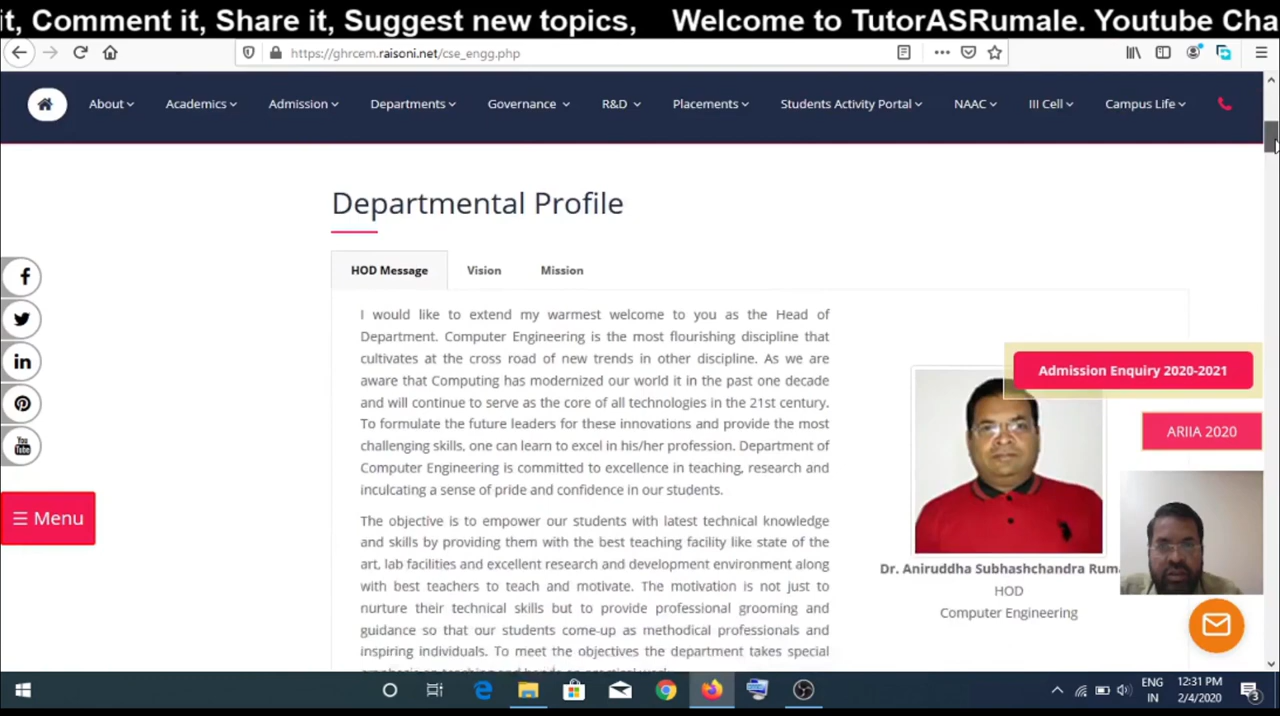 it, Comment it, Share it, Suggest new topics, Welcome to TutorASRumale. Youtube Cha
https://ghrcem.raisoni.net/cse_engg.php
About Academics Admission Departments Governance R&D Placements Students Activity Portal NAAC III Cell Campus Life
Departmental Profile
HOD Message Vision Mission
I would like to extend my warmest welcome to you as the Head of
Department. Computer Engineering is the most flourishing discipline that
cultivates at the cross road of new trends in other discipline. As we are
aware that Computing has modernized our world it in the past one decade
and will continue to serve as the core of all technologies in the 21st century.
To formulate the future leaders for these innovations and provide the most
challenging skills, one can learn to excel in his/her profession. Department of
Computer Engineering is committed to excellence in teaching, research and
inculcating a sense of pride and confidence in our students.
The objective is to empower our students with latest technical knowledge
and skills by providing them with the best teaching facility like state of the
art, lab facilities and excellent research and development environment along
with best teachers to teach and motivate. The motivation is not just to
nurture their technical skills but to provide professional grooming and
guidance so that our students come-up as methodical professionals and
inspiring individuals. To meet the objectives the department takes special
Admission Enquiry 2020-2021
ARIIA 2020
Dr. Aniruddha Subhashchandra Ruma
HOD
Computer Engineering
You
Tube
Menu
ENG
IN
12:31 PM
2/4/2020
3